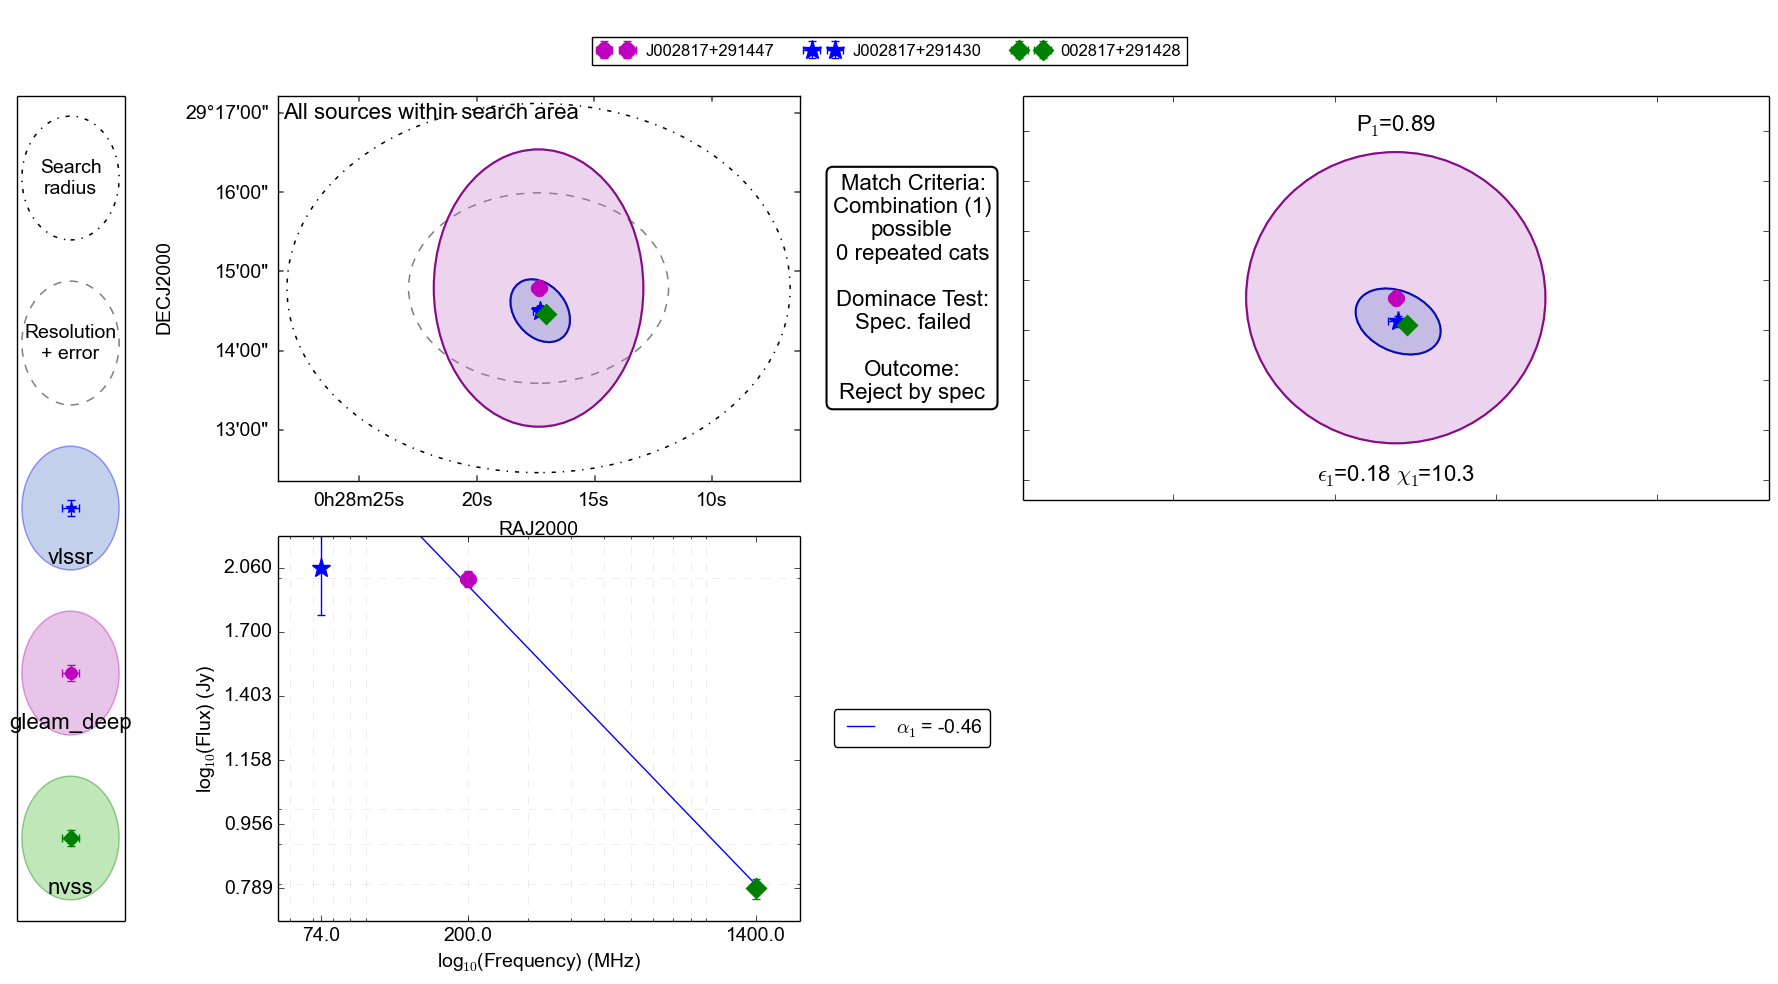 J002817+291447 J002817+291430 002817+291428
Search
radius
Resolution
+ error
vlssr
gleam_deep
nvss
All sources within search area
29°17'00"
16'00"
15'00"
14'00"
13'00"
DECJ2000
0h28m25s 20s 15s 10s
RAJ2000
Match Criteria:
Combination (1)
possible
0 repeated cats
Dominace Test:
Spec. failed
Outcome:
Reject by spec
P₁=0.89
ϵ₁=0.18 χ₁=10.3
2.060
1.700
1.403
1.158
0.956
0.789
log₁₀(Flux) (Jy)
74.0 200.0 1400.0
log₁₀(Frequency) (MHz)
α₁ = -0.46